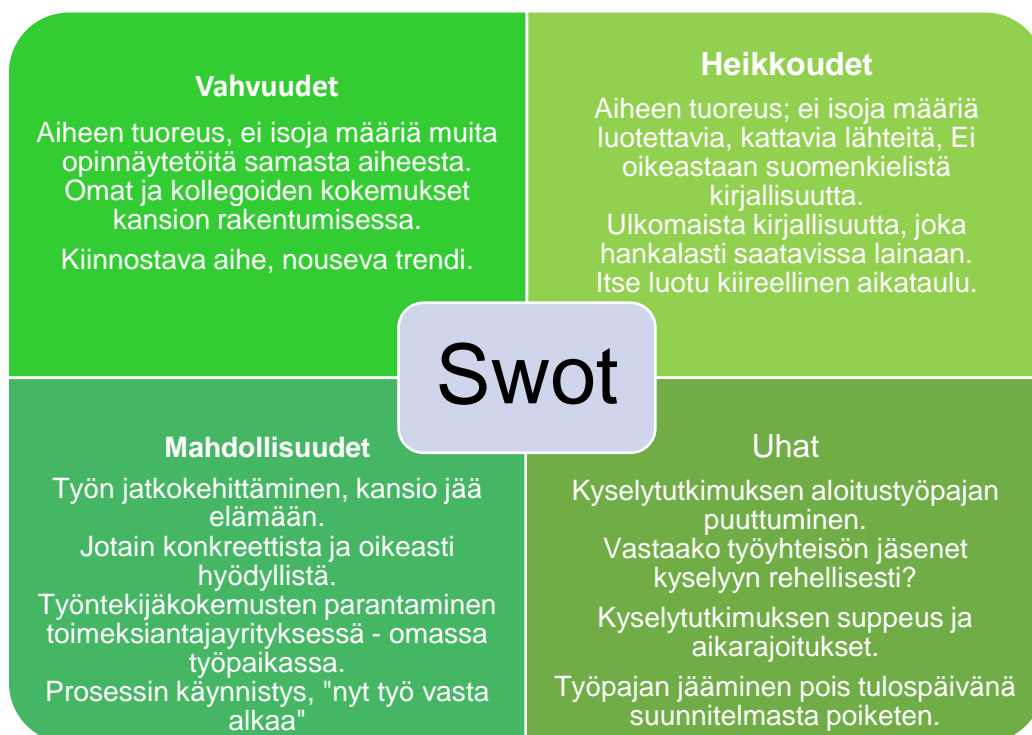 Vahvuudet
Aiheen tuoreus, ei isoja määriä muita
opinnäytetöitä samasta aiheesta.
Omat ja kollegoiden kokemukset
kansion rakentumisessa.
Kiinnostava aihe, nouseva trendi.
Heikkoudet
Aiheen tuoreus; ei isoja määriä
luotettavia, kattavia lähteitä, Ei
oikeastaan suomenkielistä
kirjallisuutta.
Ulkomaista kirjallisuutta, joka
hankalasti saatavissa lainaan.
Itse luotu kiireellinen aikataulu.
Swot
Mahdollisuudet
Työn jatkokehittäminen, kansio jää
elämään.
Jotain konkreettista ja oikeasti
hyödyllistä.
Työntekijäkokemusten parantaminen
toimeksiantajayrityksessä - omassa
työpaikassa.
Prosessin käynnistys, "nyt työ vasta
alkaa"
Uhat
Kyselytutkimuksen aloitustyöpajan
puuttuminen.
Vastaako työyhteisön jäsenet
kyselyyn rehellisesti?
Kyselytutkimuksen suppeus ja
aikarajoitukset.
Työpajan jääminen pois tulospäivänä
suunnitelmasta poiketen.